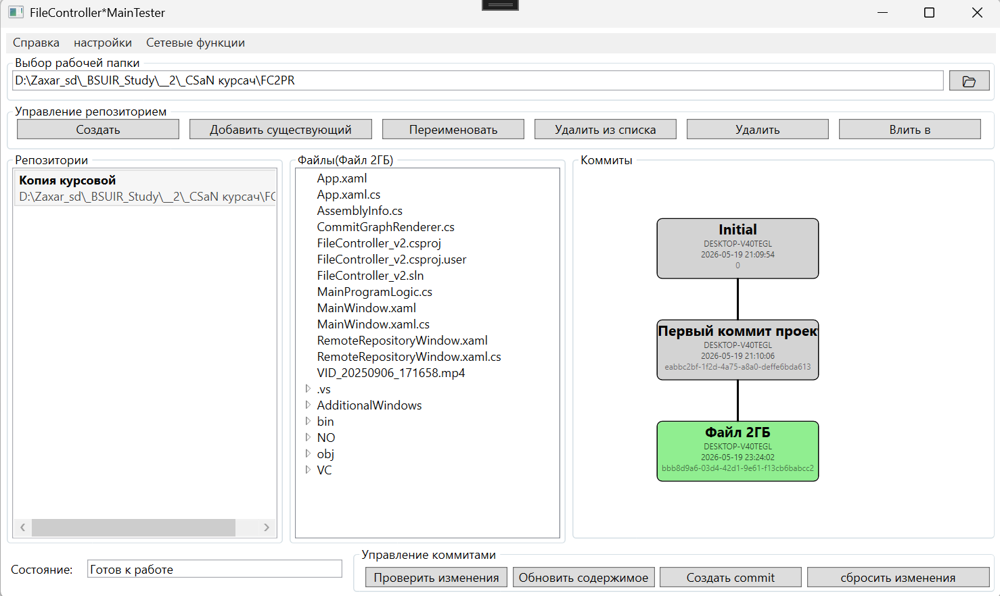 FileController*MainTester
Справка настройки Сетевые функции
Выбор рабочей папки
D:\Zaxar_sd\_BSUIR_Study\__2\_CSaN курсач\FC2PR
Управление репозиторием
Создать Добавить существующий Переименовать Удалить из списка Удалить Влить в
Репозитории
Копия курсовой
D:\Zaxar_sd\_BSUIR_Study\__2\_CSaN курсач\FC
Файлы(Файл 2ГБ)
App.xaml
App.xaml.cs
AssemblyInfo.cs
CommitGraphRenderer.cs
FileController_v2.csproj
FileController_v2.csproj.user
FileController_v2.sln
MainProgramLogic.cs
MainWindow.xaml
MainWindow.xaml.cs
RemoteRepositoryWindow.xaml
RemoteRepositoryWindow.xaml.cs
VID_20250906_171658.mp4
.vs
AdditionalWindows
bin
NO
obj
VC
Коммиты
Initial
DESKTOP-V40TEGL
2026-05-19 21:09:54
0
Первый коммит проек
DESKTOP-V40TEGL
2026-05-19 21:10:06
eabbc2bf-1f2d-4a75-a8a0-deffe6bda613
Файл 2ГБ
DESKTOP-V40TEGL
2026-05-19 23:24:02
bbb8d9a6-03d4-42d1-9e61-f13cb6babcc2
Состояние: Готов к работе
Управление коммитами
Проверить изменения Обновить содержимое Создать commit сбросить изменения